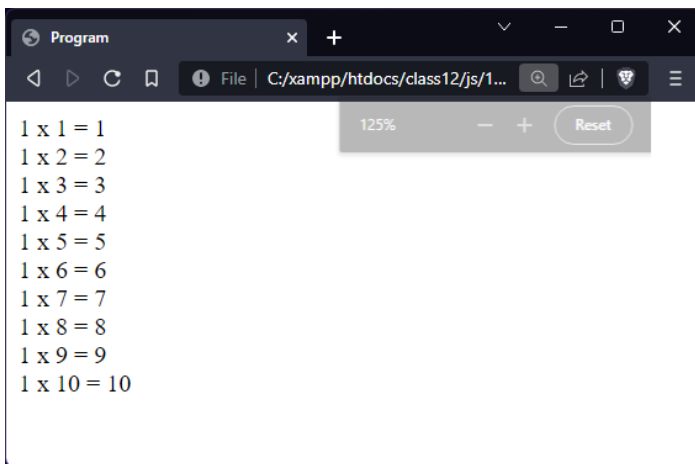 Program
File C:/xampp/htdocs/class12/js/1...
125% Reset
1 x 1 = 1
1 x 2 = 2
1 x 3 = 3
1 x 4 = 4
1 x 5 = 5
1 x 6 = 6
1 x 7 = 7
1 x 8 = 8
1 x 9 = 9
1 x 10 = 10